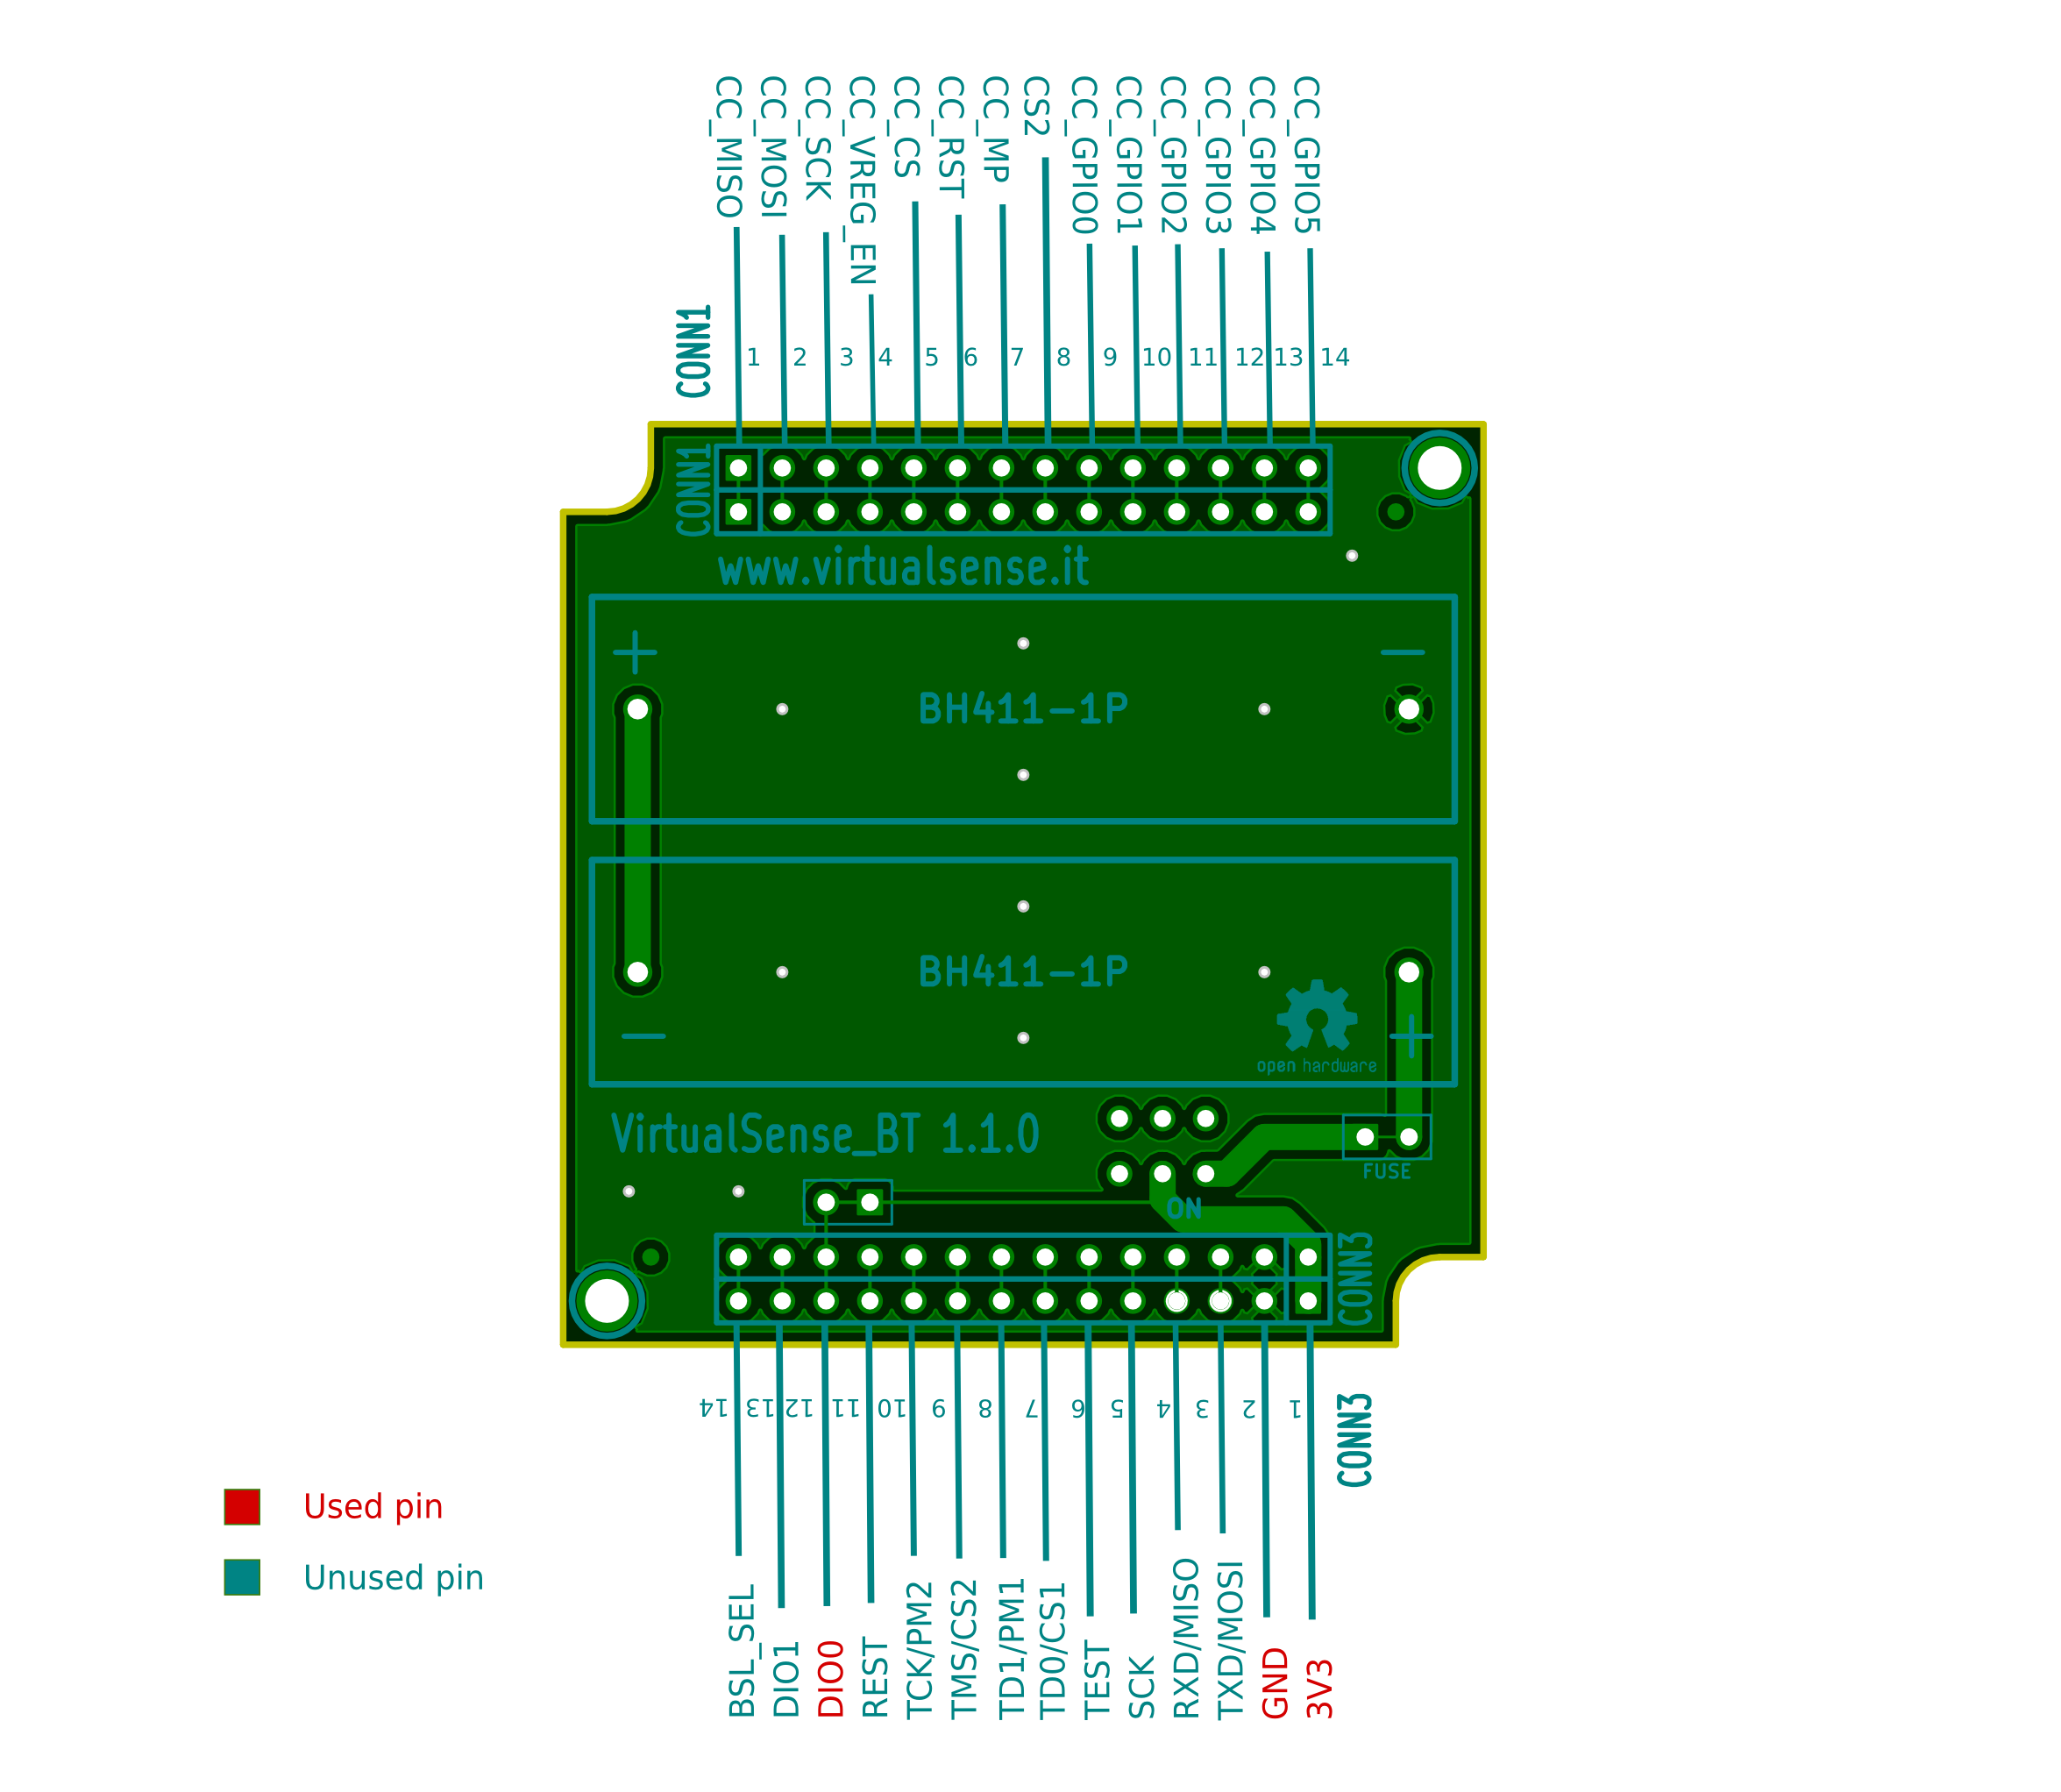 CC_MISO
CC_MOSI
CC_SCK
CC_VREG_EN
CC_CS
CC_RST
CC_MP
CS2
CC_GPIO0
CC_GPIO1
CC_GPIO2
CC_GPIO3
CC_GPIO4
CC_GPIO5
CONN1
1 2 3 4 5 6 7 8 9 10 11 12 13 14
CONN1
www.virtualsense.it
+ −
BH411-1P
BH411-1P
open hardware
− +
VirtualSense_BT 1.1.0
FUSE
ON
CONN3
14 13 12 11 10 9 8 7 6 5 4 3 2 1
CONN3
Used pin
Unused pin
BSL_SEL
DIO1
DIO0
REST
TCK/PM2
TMS/CS2
TD1/PM1
TD0/CS1
TEST
SCK
RXD/MISO
TXD/MOSI
GND
3V3